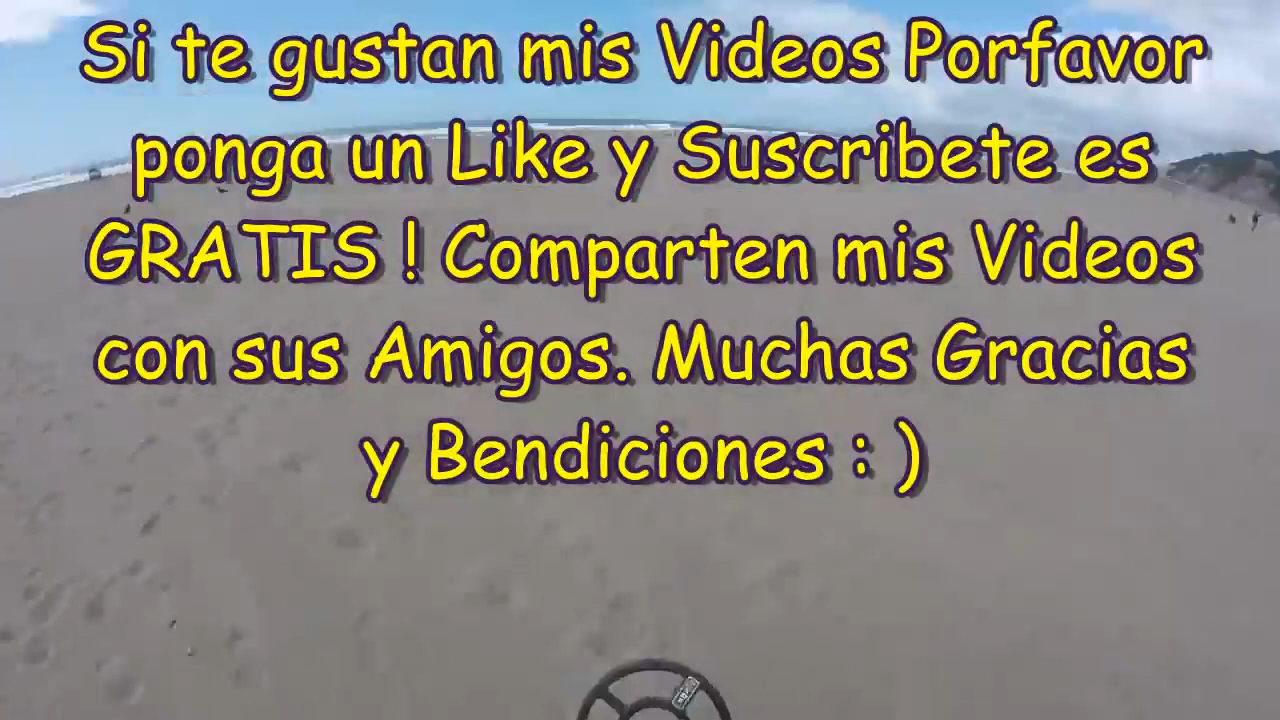 Si te gustan mis Videos Porfavor
ponga un Like y Suscribete es
GRATIS ! Comparten mis Videos
con sus Amigos. Muchas Gracias
y Bendiciones : )